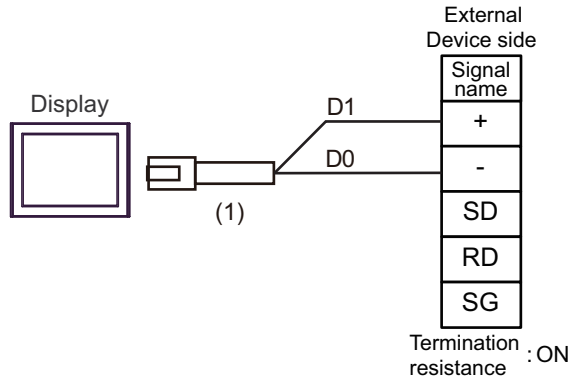 External
Device side
Signal
name
Display
D1
+
D0
-
(1)
SD
RD
SG
Termination
resistance
: ON